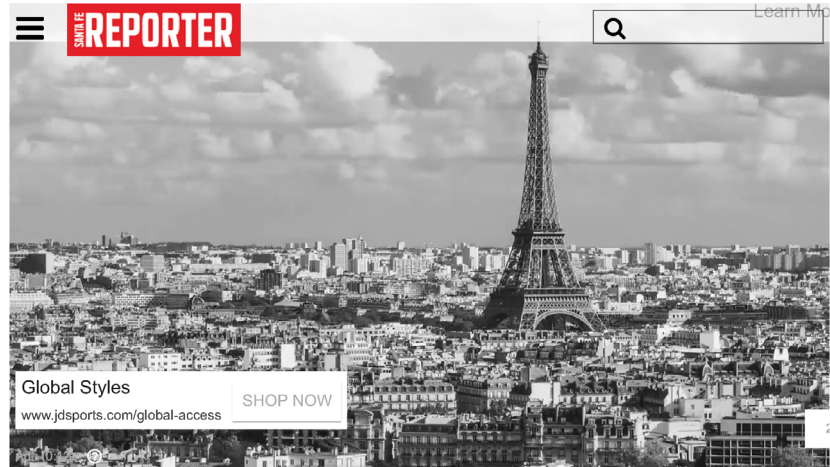 SANTA FE
REPORTER
Learn Mo
Global Styles
www.jdsports.com/global-access
SHOP NOW